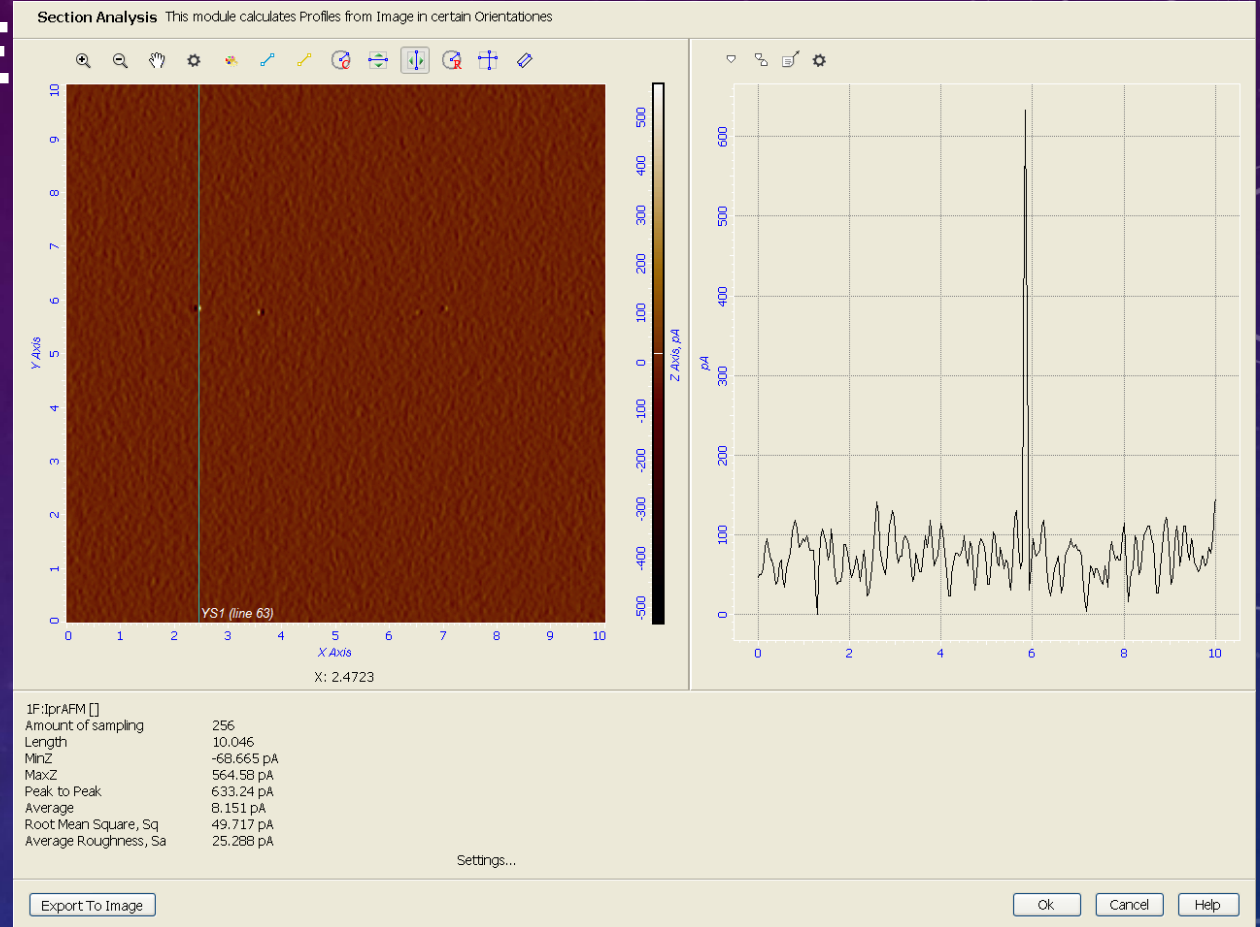 Section Analysis This module calculates Profiles from Image in certain Orientationes
10
9
8
7
6
5
4
3
2
1
0
Y Axis
YS1 (line 63)
0 1 2 3 4 5 6 7 8 9 10
X Axis
X: 2.4723
500
400
300
200
100
0
-100
-200
-300
-400
-500
Z Axis, pA
600
500
400
300
200
100
0
pA
0 2 4 6 8 10
1F:IprAFM []
Amount of sampling 256
Length 10.046
MinZ -68.665 pA
MaxZ 564.58 pA
Peak to Peak 633.24 pA
Average 8.151 pA
Root Mean Square, Sq 49.717 pA
Average Roughness, Sa 25.288 pA
Settings...
Export To Image
Ok
Cancel
Help